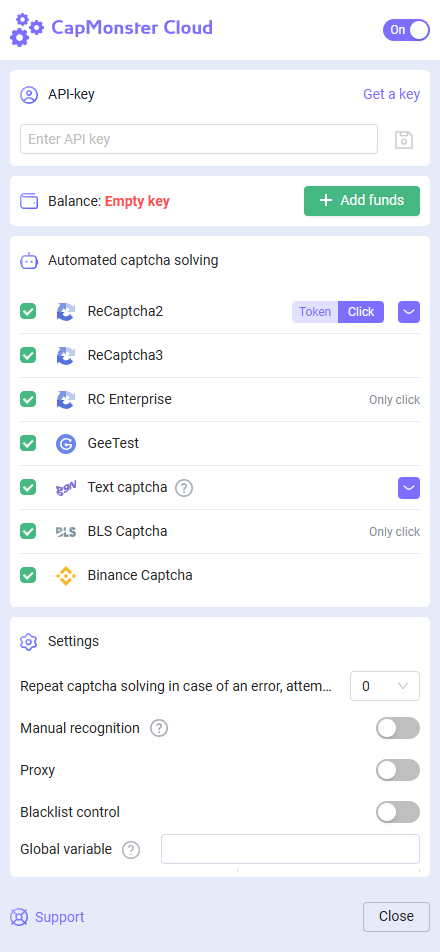 CapMonster Cloud On
API-key Get a key
Enter API key
Balance: Empty key + Add funds
Automated captcha solving
ReCaptcha2 Token Click
ReCaptcha3
RC Enterprise Only click
G GeeTest
Text captcha ?
BLS BLS Captcha Only click
Binance Captcha
Settings
Repeat captcha solving in case of an error, attem... 0
Manual recognition ?
Proxy
Blacklist control
Global variable ?
Support Close